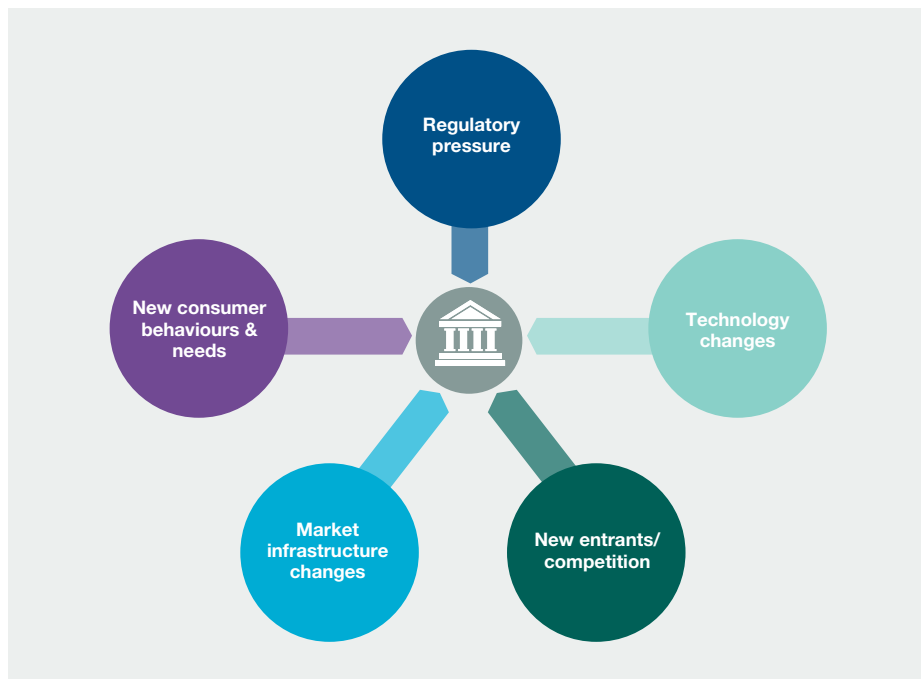 Regulatory
pressure
New consumer
behaviours &
needs
Technology
changes
Market
infrastructure
changes
New entrants/
competition